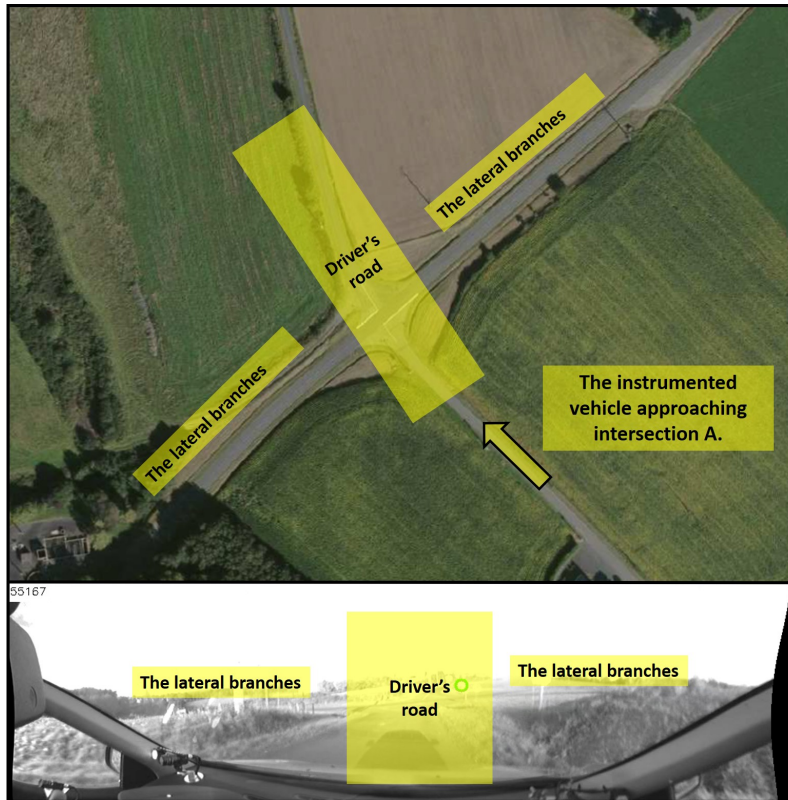 The lateral branches
Driver's
road
The lateral branches
The instrumented
vehicle approaching
intersection A.
55167
The lateral branches
Driver's
road
The lateral branches